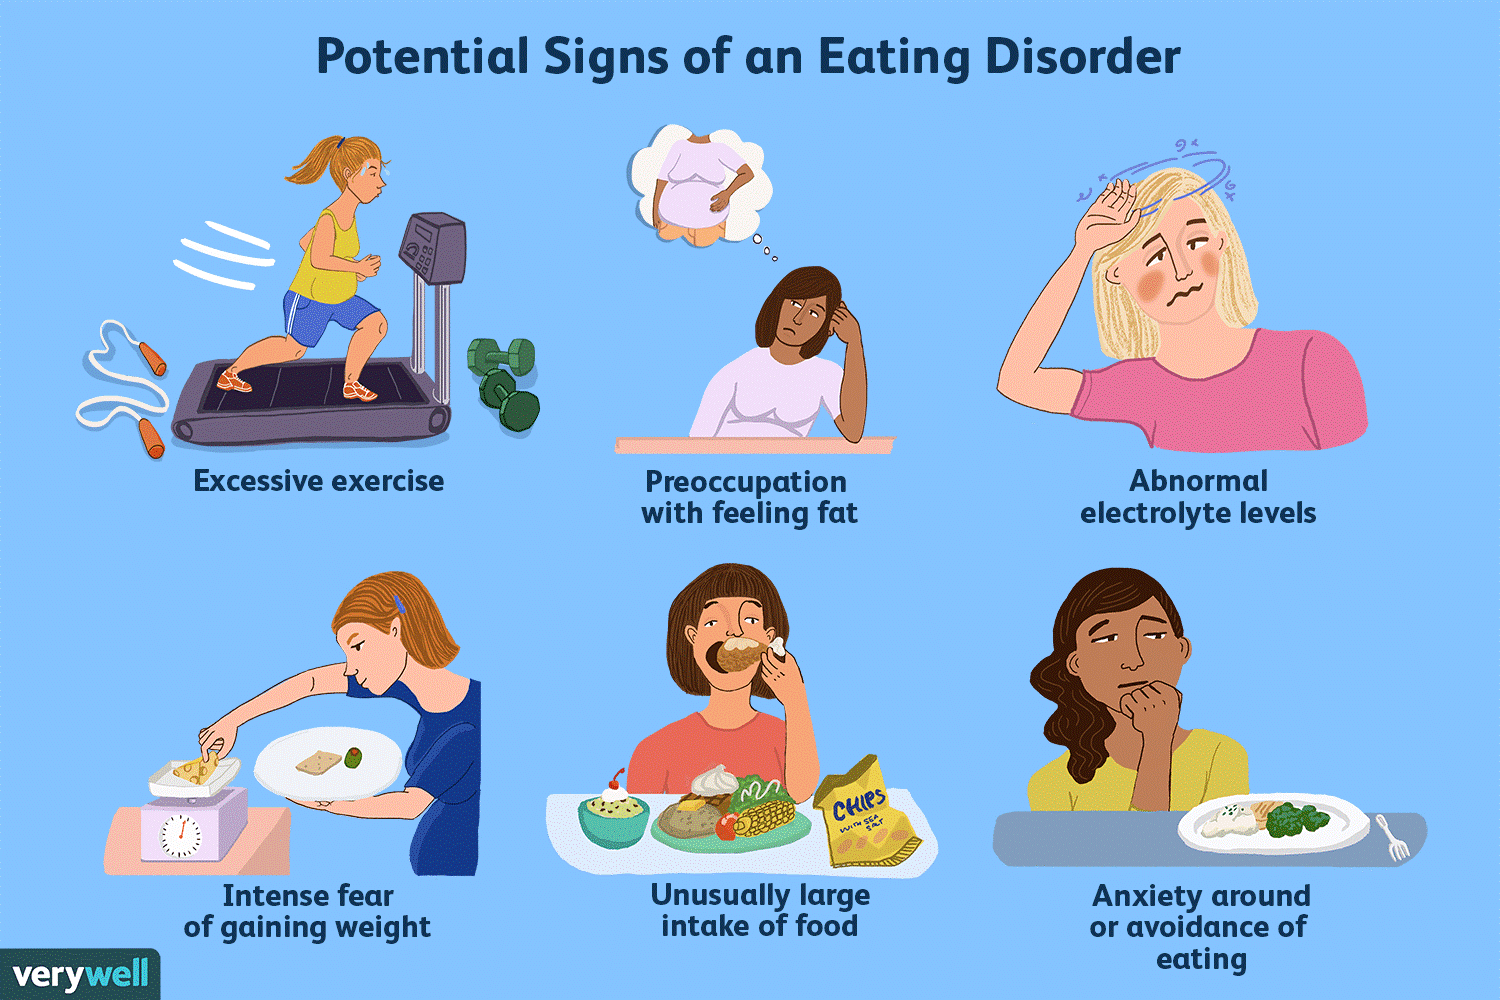 Potential Signs of an Eating Disorder
Excessive exercise
Preoccupation
with feeling fat
Abnormal
electrolyte levels
CHIPS
WITH SEA
SALT
Intense fear
of gaining weight
Unusually large
intake of food
Anxiety around
or avoidance of
eating
verywell